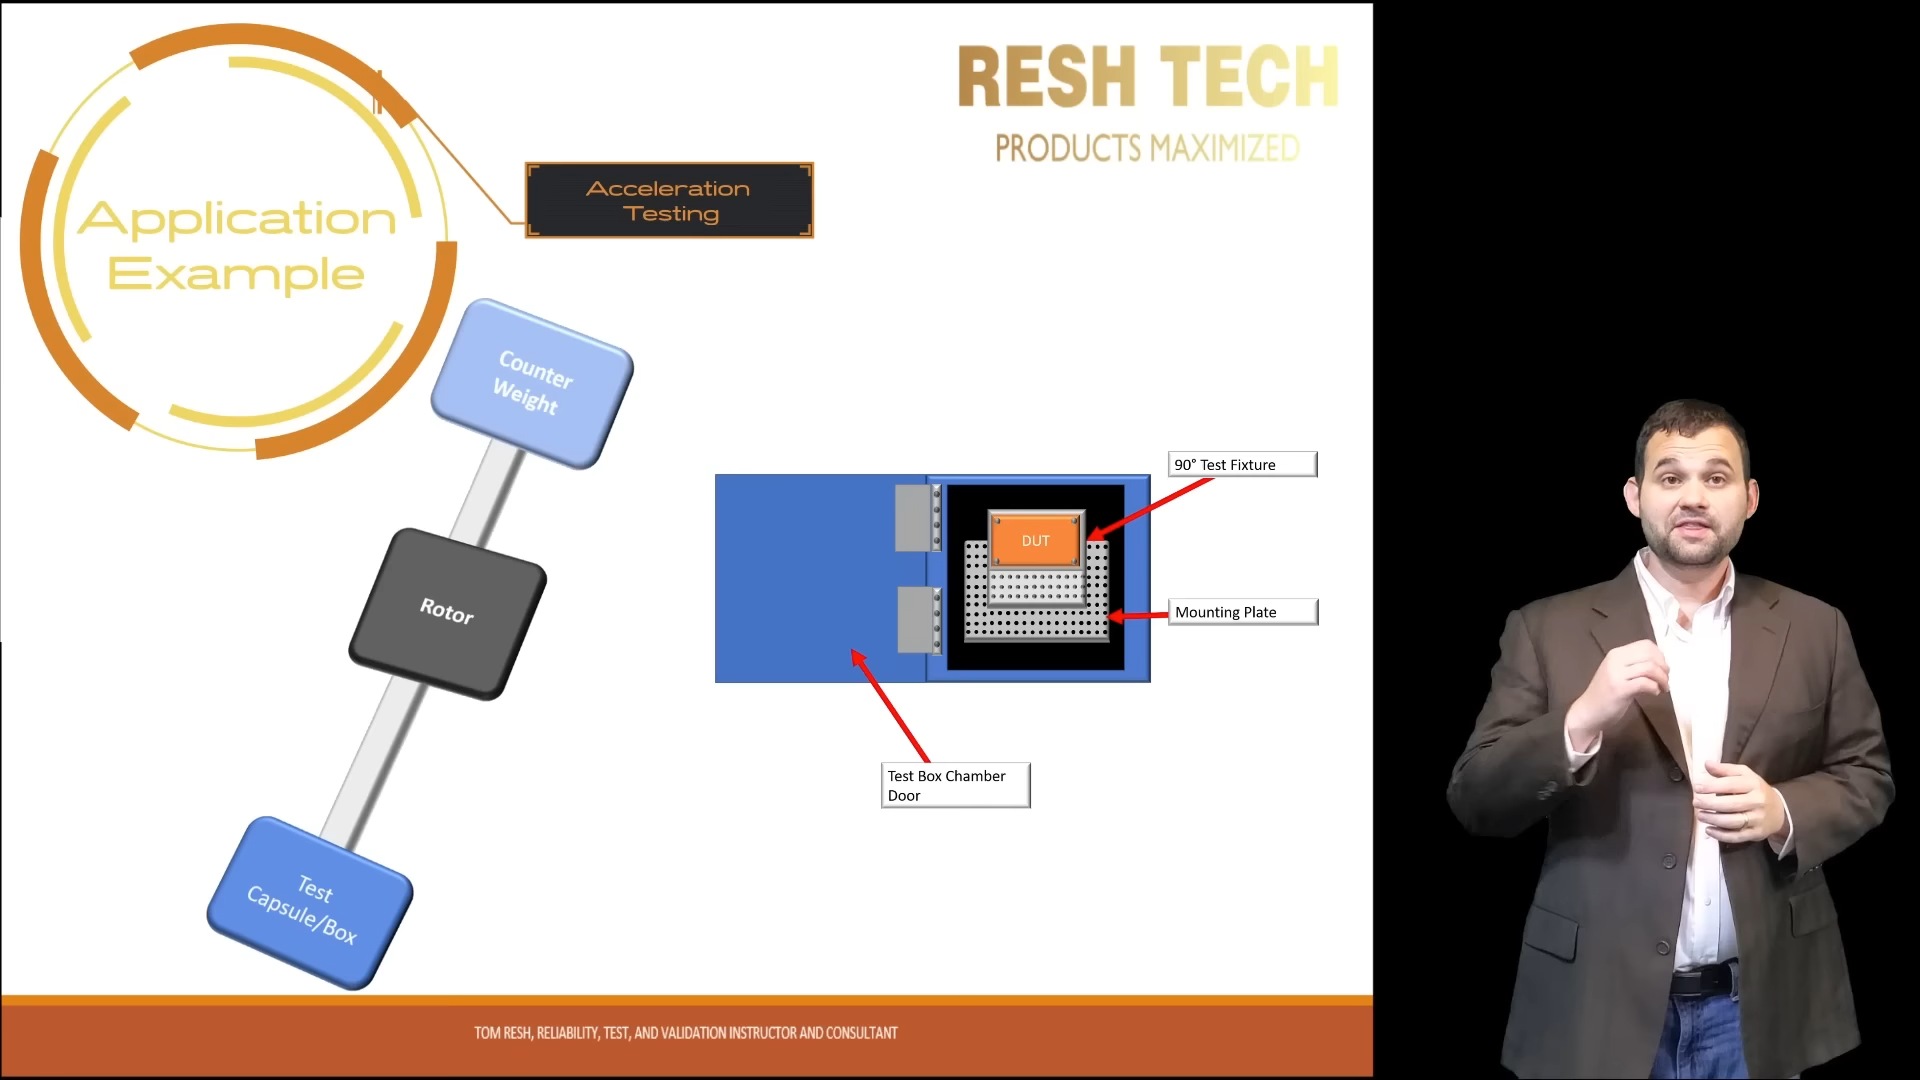 RESH TECH
PRODUCTS MAXIMIZED
Acceleration
Testing
Application
Example
Counter
Weight
Rotor
Test
Capsule/Box
90° Test Fixture
DUT
Mounting Plate
Test Box Chamber
Door
TOM RESH, RELIABILITY, TEST, AND VALIDATION INSTRUCTOR AND CONSULTANT